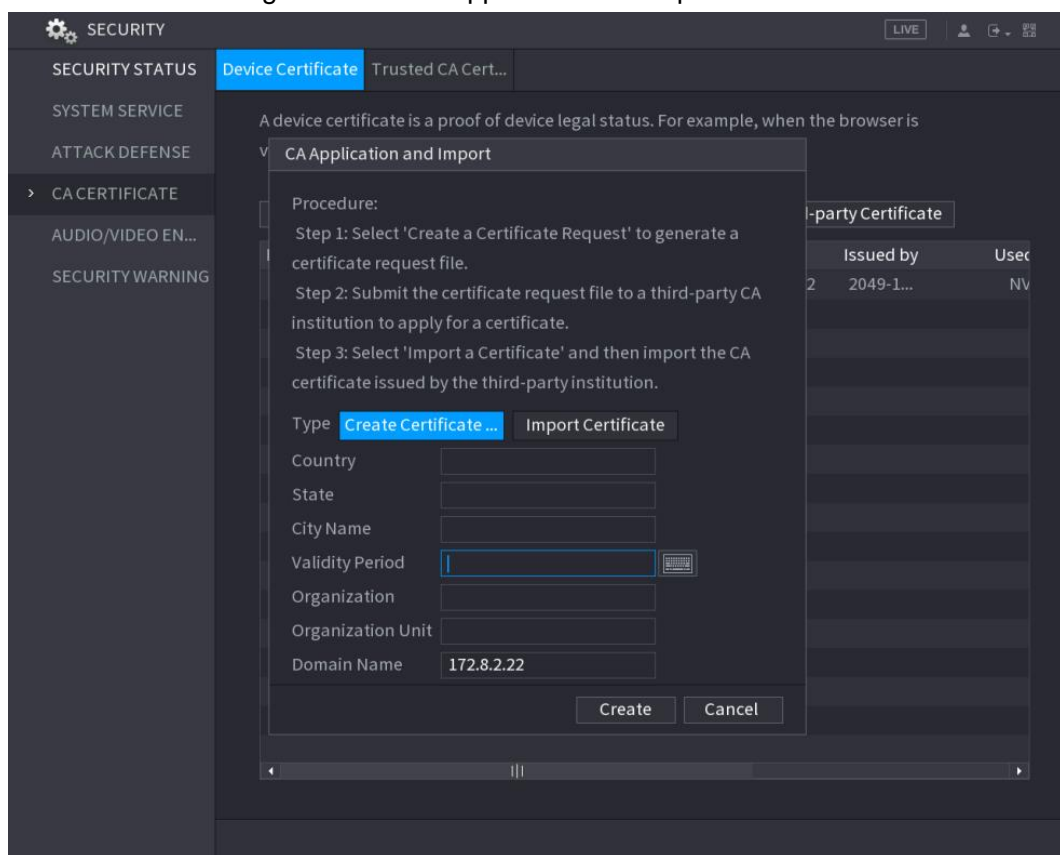 SECURITY
LIVE
SECURITY STATUS
Device Certificate
Trusted CA Cert...
SYSTEM SERVICE
A device certificate is a proof of device legal status. For example, when the browser is
ATTACK DEFENSE
CA Application and Import
CA CERTIFICATE
Procedure:
-party Certificate
AUDIO/VIDEO EN...
Step 1: Select 'Create a Certificate Request' to generate a
Issued by
Used
certificate request file.
SECURITY WARNING
Step 2: Submit the certificate request file to a third-party CA
2
2049-1...
NV
institution to apply for a certificate.
Step 3: Select 'Import a Certificate' and then import the CA
certificate issued by the third-party institution.
Type
Create Certificate ...
Import Certificate
Country
State
City Name
Validity Period
Organization
Organization Unit
Domain Name
172.8.2.22
Create
Cancel